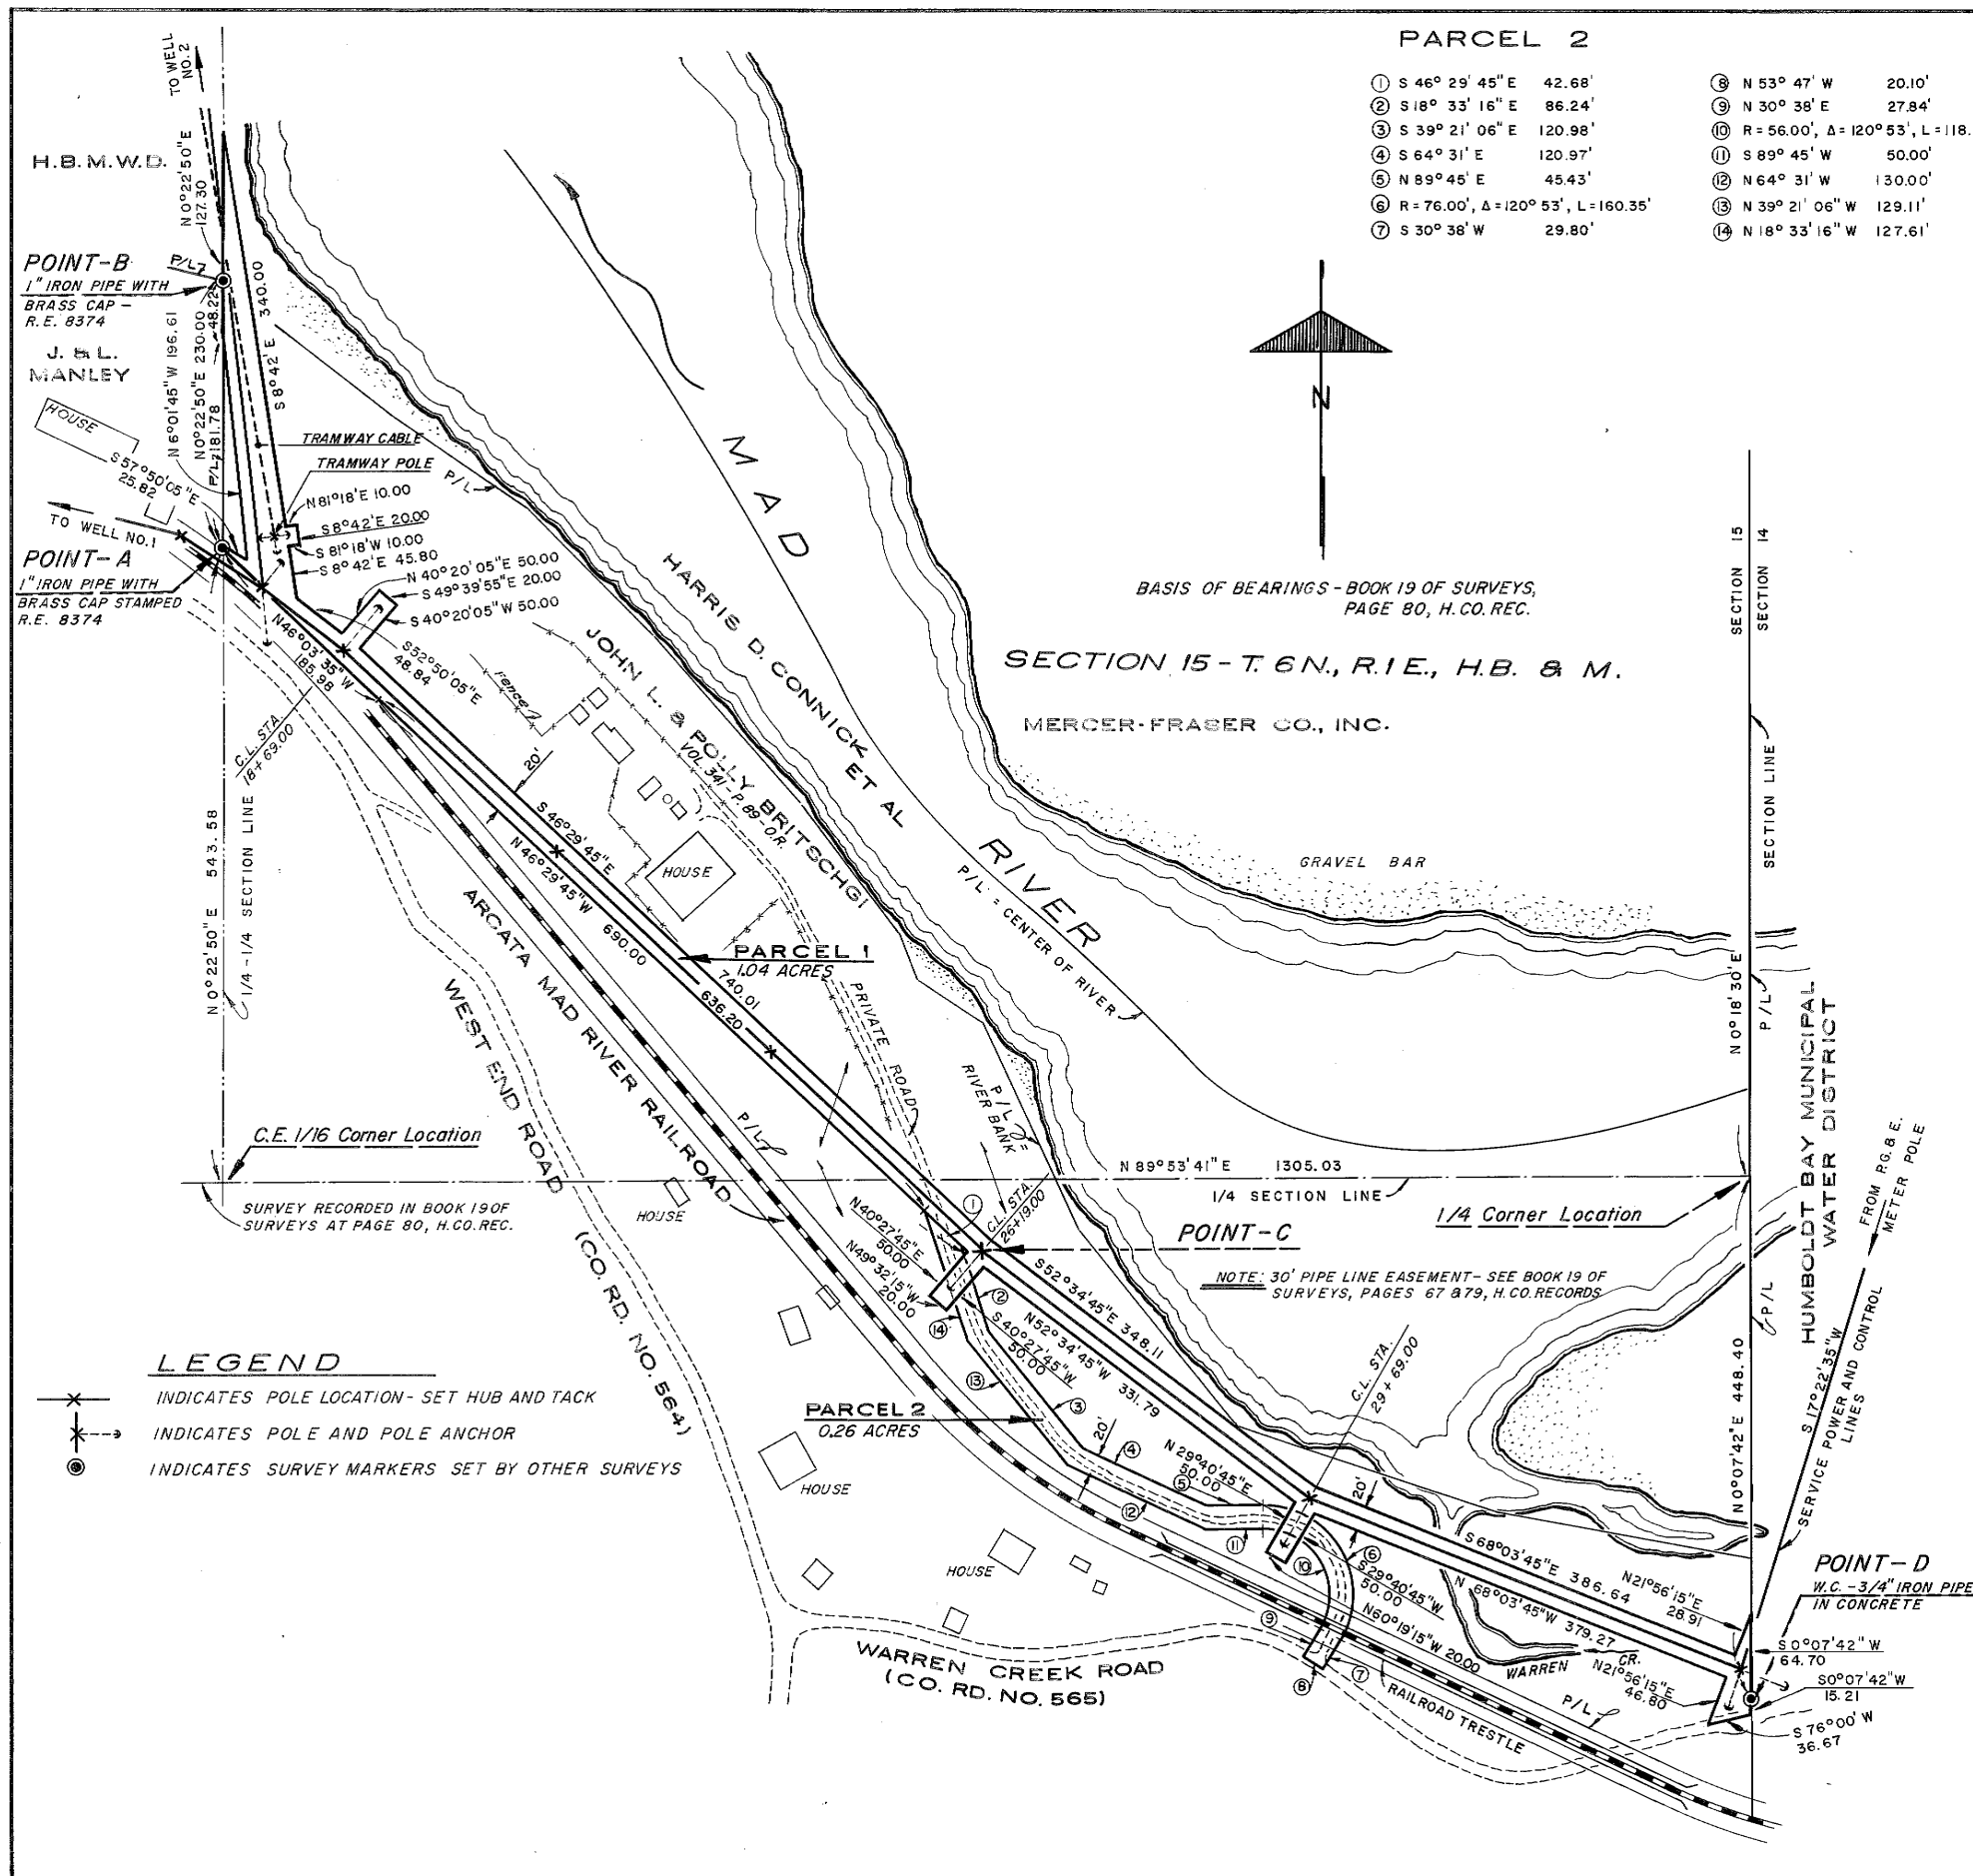 PARCEL 2
① S 46° 29' 45" E 42.68'
② S 18° 33' 16" E 86.24'
③ S 39° 21' 06" E 120.98'
④ S 64° 31' E 120.97'
⑤ N 89° 45' E 45.43'
⑥ R = 76.00', Δ = 120° 53', L = 160.35'
⑦ S 30° 38' W 29.80'
⑧ N 53° 47' W 20.10'
⑨ N 30° 38' E 27.84'
⑩ R = 56.00', Δ = 120° 53', L = 118.
⑪ S 89° 45' W 50.00'
⑫ N 64° 31' W 130.00'
⑬ N 39° 21' 06" W 129.11'
⑭ N 18° 33' 16" W 127.61'
TO WELL
NO. 2
H.B.M.W.D.
N 0° 22' 50" E
127.30
POINT-B
1" IRON PIPE WITH
BRASS CAP -
R.E. 8374
P/L
J. & L.
MANLEY
HOUSE
N 6° 01' 45" W 196.61
N 0° 22' 50" E 230.00
48.22
P/L 181.78
S 8° 42' E 340.00
TRAMWAY CABLE
TRAMWAY POLE
P/L
S 57° 50' 05" E
25.82
TO WELL NO. 1
POINT-A
1" IRON PIPE WITH
BRASS CAP STAMPED
R.E. 8374
N 81° 18' E 10.00
S 8° 42' E 20.00
S 81° 18' W 10.00
S 8° 42' E 45.80
N 40° 20' 05" E 50.00
S 49° 39' 55" E 20.00
S 40° 20' 05" W 50.00
S 52° 50' 05" E
48.84
N 46° 03' 35" W
185.98
C.L. STA.
18 + 69.00
N 0° 22' 50" E 543.58
1/4 - 1/4 SECTION LINE
fence
20'
S 46° 29' 45" E
N 46° 29' 45" W
690.00
740.01
636.20
HOUSE
PARCEL 1
1.04 ACRES
JOHN L. & POLLY BRITSCHGI
VOL. 341 - P. 89 - O.R.
HARRIS D. CONNICK ET AL
MAD RIVER
P/L = CENTER OF RIVER
N
BASIS OF BEARINGS - BOOK 19 OF SURVEYS,
PAGE 80, H. CO. REC.
SECTION 15 - T. 6 N., R. 1 E., H.B. & M.
MERCER-FRASER CO., INC.
GRAVEL BAR
SECTION 15
SECTION 14
SECTION LINE
N 0° 18' 30" E
P/L
HUMBOLDT BAY MUNICIPAL
WATER DISTRICT
FROM P.G. & E.
METER POLE
ARCATA MAD RIVER RAILROAD
WEST END ROAD
(CO. RD. NO. 564)
P/L
PRIVATE ROAD
P/L =
RIVER BANK
C.E. 1/16 Corner Location
SURVEY RECORDED IN BOOK 19 OF
SURVEYS AT PAGE 80, H. CO. REC.
HOUSE
N 89° 53' 41" E 1305.03
1/4 SECTION LINE
1/4 Corner Location
①
C.L. STA.
26+19.00
POINT-C
NOTE: 30' PIPE LINE EASEMENT - SEE BOOK 19 OF
SURVEYS, PAGES 67 & 79, H. CO. RECORDS
N 40° 27' 45" E
50.00
N 49° 32' 15" W
20.00
②
⑭
S 40° 27' 45" W
50.00
S 52° 34' 45" E 348.11
N 52° 34' 45" W 331.79
C.L. STA.
29 + 69.00
P/L
N 0° 07' 42" E 448.40
S 17° 22' 35" W
SERVICE POWER AND CONTROL
LINES
LEGEND
INDICATES POLE LOCATION - SET HUB AND TACK
INDICATES POLE AND POLE ANCHOR
INDICATES SURVEY MARKERS SET BY OTHER SURVEYS
⑬
③
PARCEL 2
0.26 ACRES
20'
④
⑤
⑫
⑪
N 29° 40' 45" E
50.00
HOUSE
HOUSE
20'
⑥
⑩
S 29° 40' 45" W
50.00
N 60° 19' 15" W 20.00
⑨
⑧
⑦
S 68° 03' 45" E 386.64
N 68° 03' 45" W 379.27
N 21° 56' 15" E
28.91
WARREN CR.
N 21° 56' 15" E
46.80
POINT-D
W.C. - 3/4" IRON PIPE
IN CONCRETE
S 0° 07' 42" W
64.70
S 0° 07' 42" W
15.21
S 76° 00' W
36.67
WARREN CREEK ROAD
(CO. RD. NO. 565)
RAILROAD TRESTLE
P/L